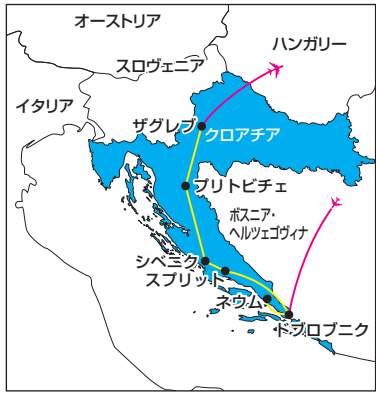 オーストリア
ハンガリー
スロヴェニア
イタリア
ザグレブ
クロアチア
プリトビチェ
ボスニア・
ヘルツェゴヴィナ
シベニク
スプリット
ネウム
ドブロブニク